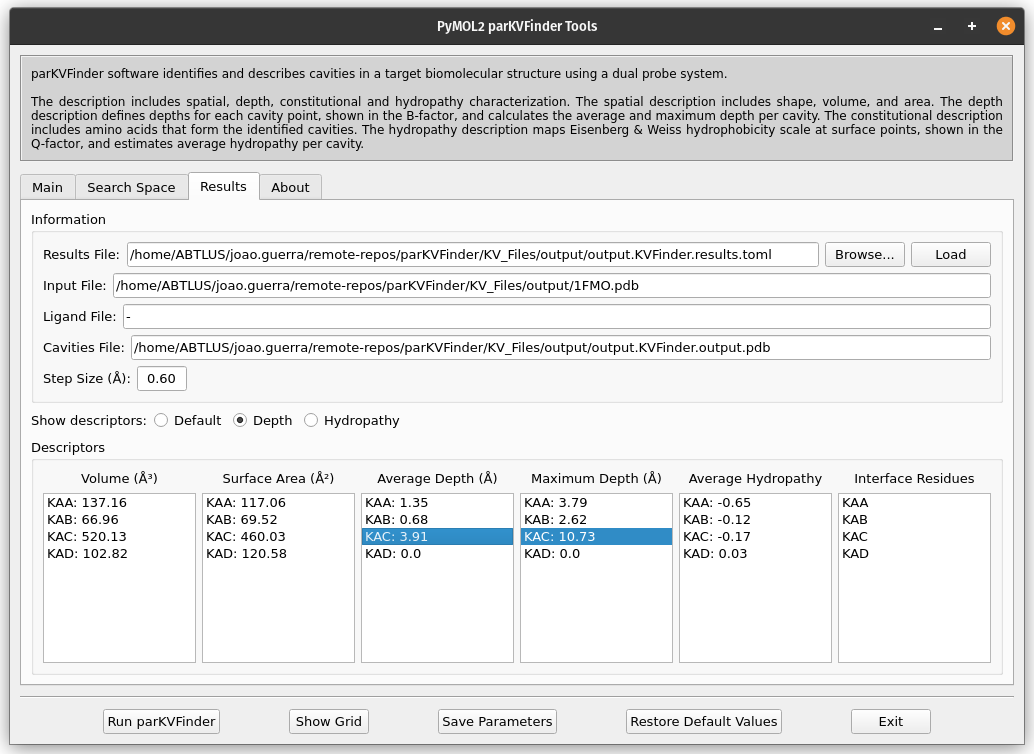 PyMOL2 parKVFinder Tools
parKVFinder software identifies and describes cavities in a target biomolecular structure using a dual probe system.
The description includes spatial, depth, constitutional and hydropathy characterization. The spatial description includes shape, volume, and area. The depth
description defines depths for each cavity point, shown in the B-factor, and calculates the average and maximum depth per cavity. The constitutional description
includes amino acids that form the identified cavities. The hydropathy description maps Eisenberg & Weiss hydrophobicity scale at surface points, shown in the
Q-factor, and estimates average hydropathy per cavity.
Main Search Space Results About
Information
Results File: /home/ABTLUS/joao.guerra/remote-repos/parKVFinder/KV_Files/output/output.KVFinder.results.toml Browse... Load
Input File: /home/ABTLUS/joao.guerra/remote-repos/parKVFinder/KV_Files/output/1FMO.pdb
Ligand File: -
Cavities File: /home/ABTLUS/joao.guerra/remote-repos/parKVFinder/KV_Files/output/output.KVFinder.output.pdb
Step Size (Å): 0.60
Show descriptors: Default Depth Hydropathy
Descriptors
Volume (Å³) Surface Area (Å²) Average Depth (Å) Maximum Depth (Å) Average Hydropathy Interface Residues
KAA: 137.16 KAA: 117.06 KAA: 1.35 KAA: 3.79 KAA: -0.65 KAA
KAB: 66.96 KAB: 69.52 KAB: 0.68 KAB: 2.62 KAB: -0.12 KAB
KAC: 520.13 KAC: 460.03 KAC: 3.91 KAC: 10.73 KAC: -0.17 KAC
KAD: 102.82 KAD: 120.58 KAD: 0.0 KAD: 0.0 KAD: 0.03 KAD
Run parKVFinder Show Grid Save Parameters Restore Default Values Exit